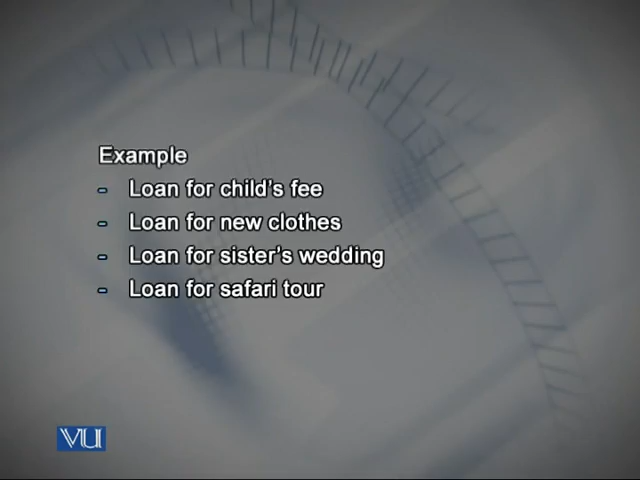 Example
- Loan for child's fee
- Loan for new clothes
- Loan for sister's wedding
- Loan for safari tour
VU